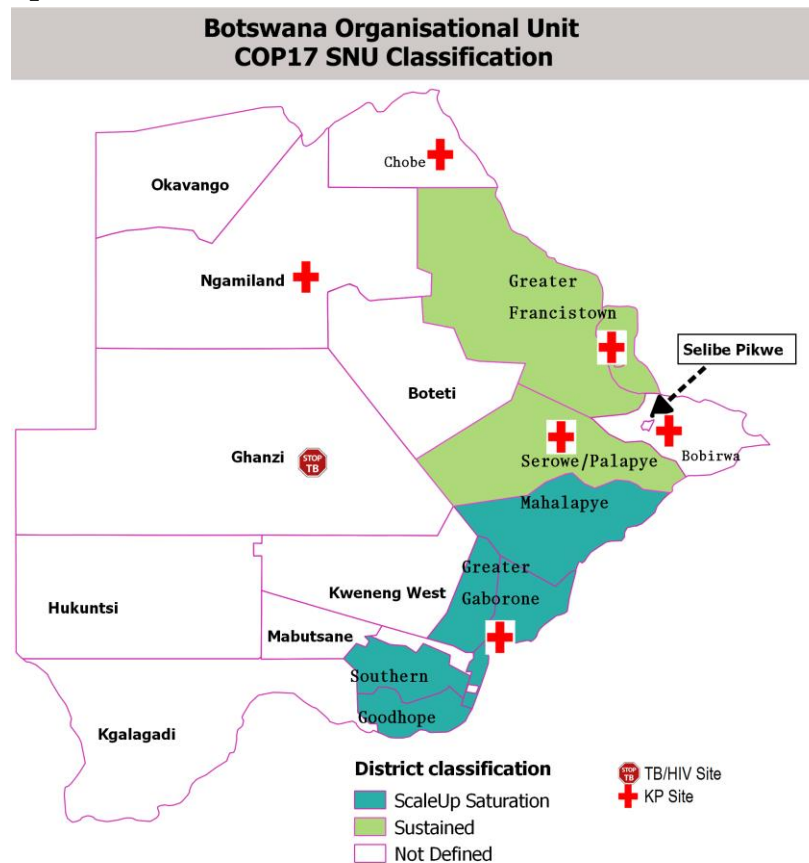 Botswana Organisational Unit
COP17 SNU Classification
Chobe
Okavango
Ngamiland
Greater
Francistown
Selibe Pikwe
Boteti
Ghanzi
STOP
TB
Serowe/Palapye
Bobirwa
Mahalapye
Greater
Kweneng West
Gaborone
Hukuntsi
Mabutsane
Southern
Goodhope
Kgalagadi
District classification
ScaleUp Saturation
Sustained
Not Defined
STOP
TB
TB/HIV Site
KP Site